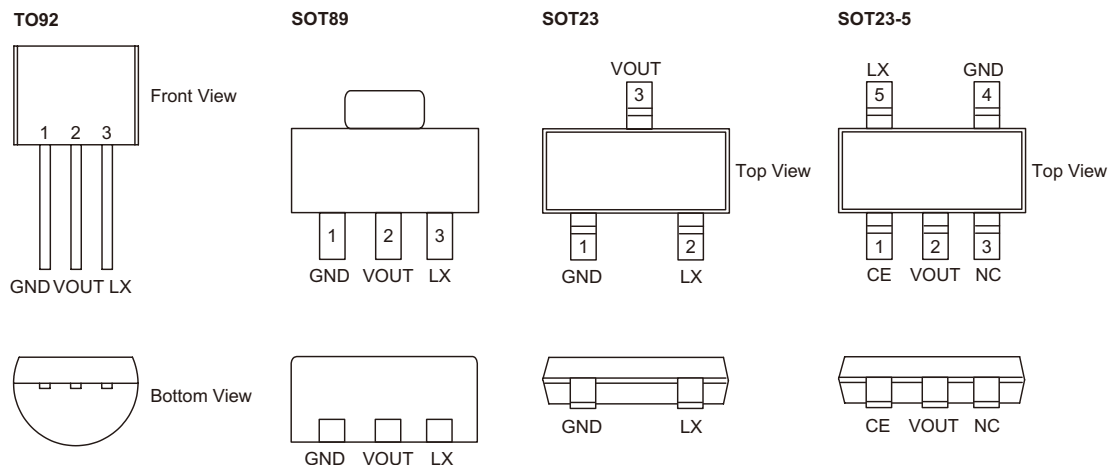 TO92
SOT89
SOT23
SOT23-5
Front View
1 2 3
GND VOUT LX
1 2 3
GND VOUT LX
VOUT
3
Top View
1 2
GND LX
LX GND
5 4
Top View
1 2 3
CE VOUT NC
Bottom View
GND VOUT LX
GND LX
CE VOUT NC